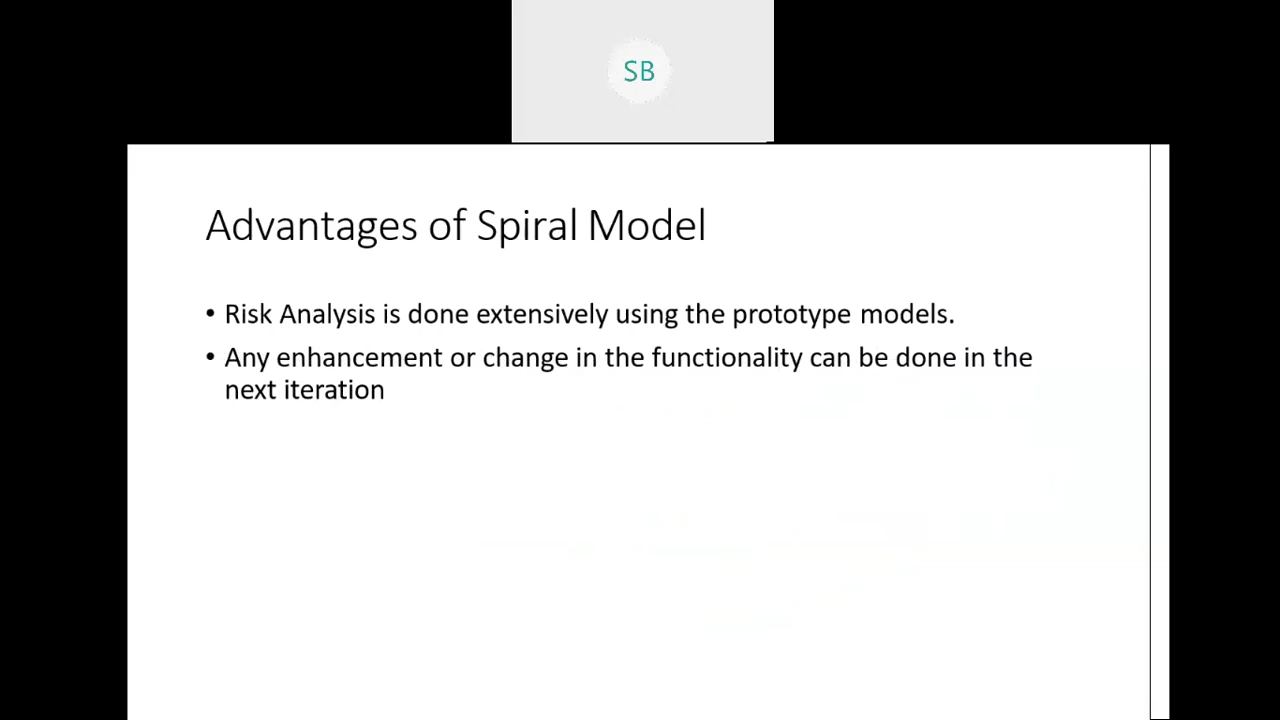 SB
Advantages of Spiral Model
• Risk Analysis is done extensively using the prototype models.
• Any enhancement or change in the functionality can be done in the
next iteration